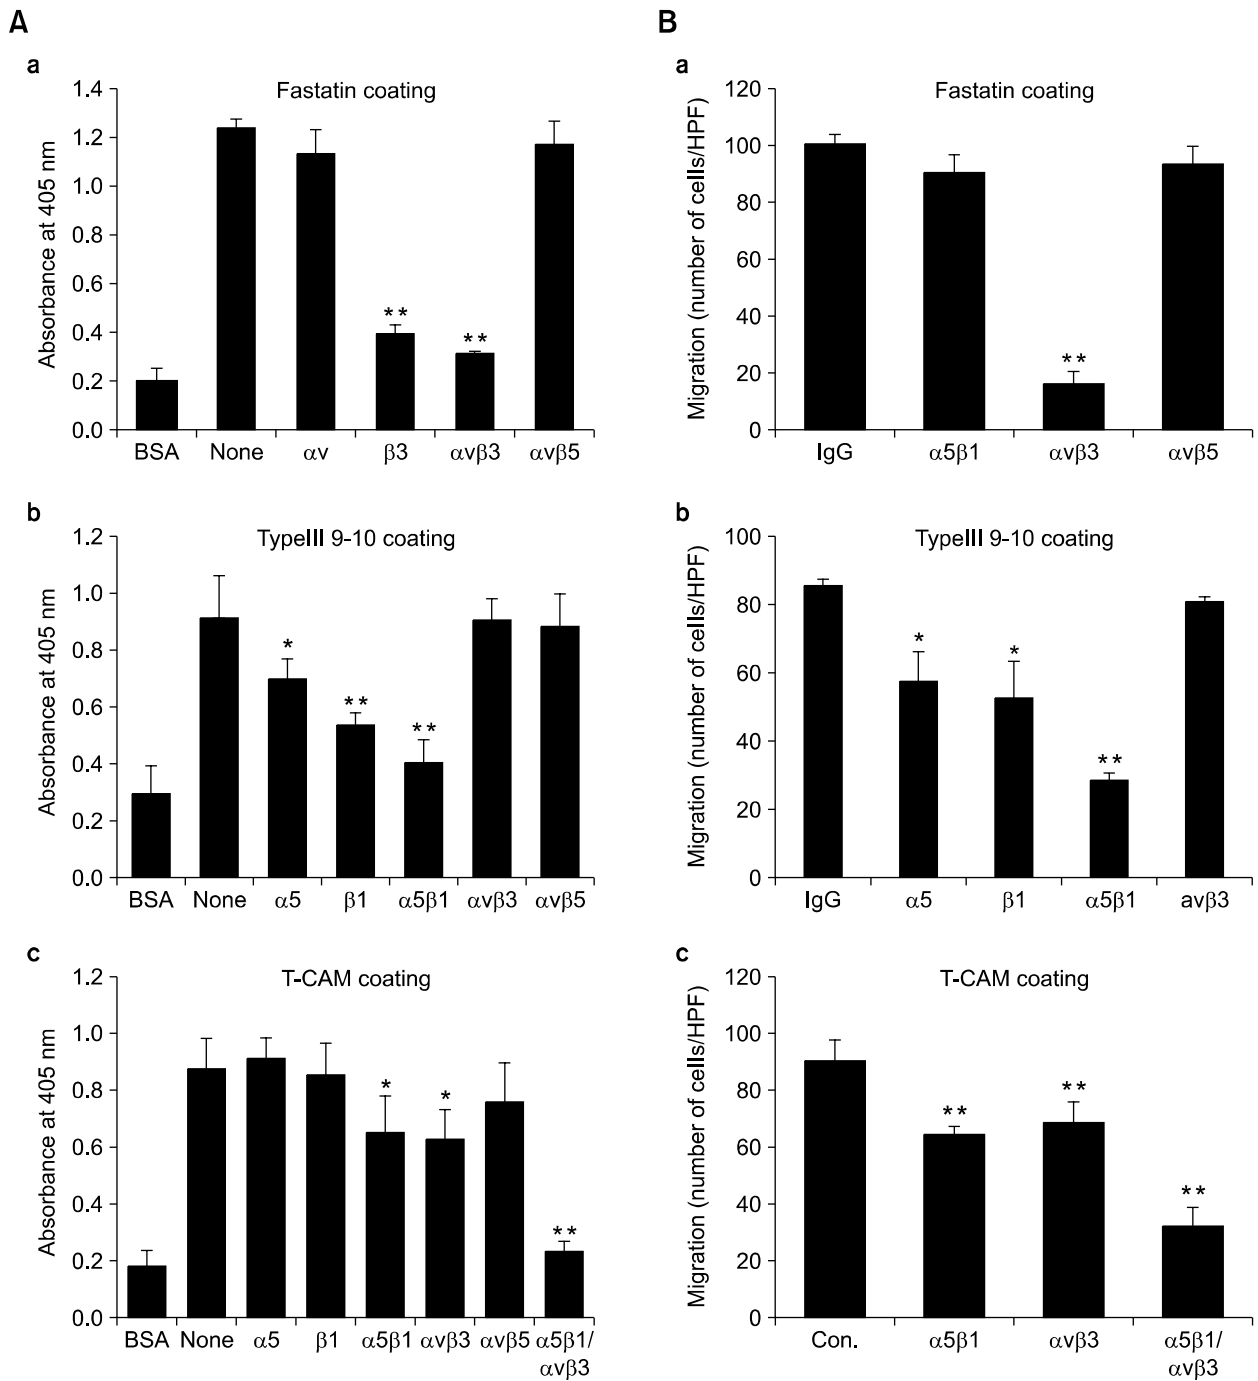 A
a
Fastatin coating
Absorbance at 405 nm
1.4
1.2
1.0
0.8
0.6
0.4
0.2
0.0
** **
BSA None αv β3 αvβ3 αvβ5
b
TypeIII 9-10 coating
Absorbance at 405 nm
1.2
1.0
0.8
0.6
0.4
0.2
0.0
* ** **
BSA None α5 β1 α5β1 αvβ3 αvβ5
c
T-CAM coating
Absorbance at 405 nm
1.2
1.0
0.8
0.6
0.4
0.2
0.0
* * **
BSA None α5 β1 α5β1 αvβ3 αvβ5 α5β1/
αvβ3
B
a
Fastatin coating
Migration (number of cells/HPF)
120
100
80
60
40
20
0
**
IgG α5β1 αvβ3 αvβ5
b
TypeIII 9-10 coating
Migration (number of cells/HPF)
100
80
60
40
20
0
* * **
IgG α5 β1 α5β1 avβ3
c
T-CAM coating
Migration (number of cells/HPF)
120
100
80
60
40
20
0
** ** **
Con. α5β1 αvβ3 α5β1/
αvβ3